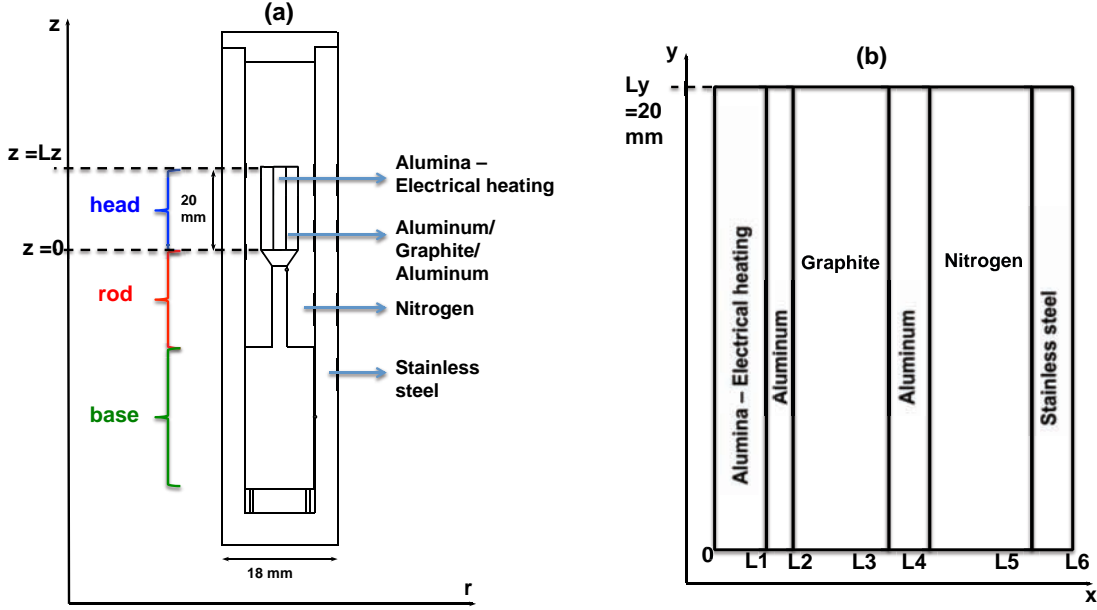 (a)
z
z =Lz
head
20
mm
z =0
rod
base
Alumina –
Electrical heating
Aluminum/
Graphite/
Aluminum
Nitrogen
Stainless
steel
18 mm
r
(b)
y
Ly
=20
mm
Alumina – Electrical heating
Aluminum
Graphite
Aluminum
Nitrogen
Stainless steel
0
L1
L2
L3
L4
L5
L6
x